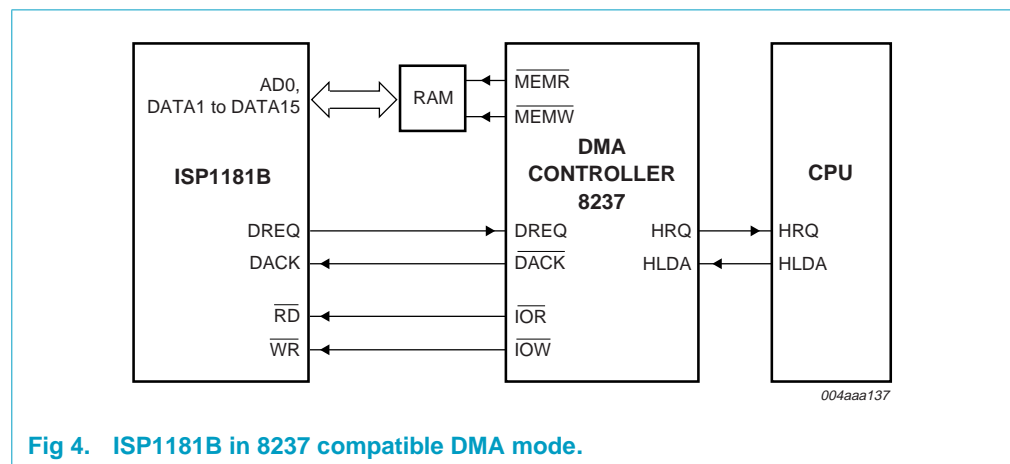 AD0,
DATA1 to DATA15
RAM
MEMR
MEMW
ISP1181B
DMA
CONTROLLER
8237
CPU
DREQ
DREQ
HRQ
HRQ
DACK
DACK
HLDA
HLDA
RD
IOR
WR
IOW
004aaa137
Fig 4. ISP1181B in 8237 compatible DMA mode.